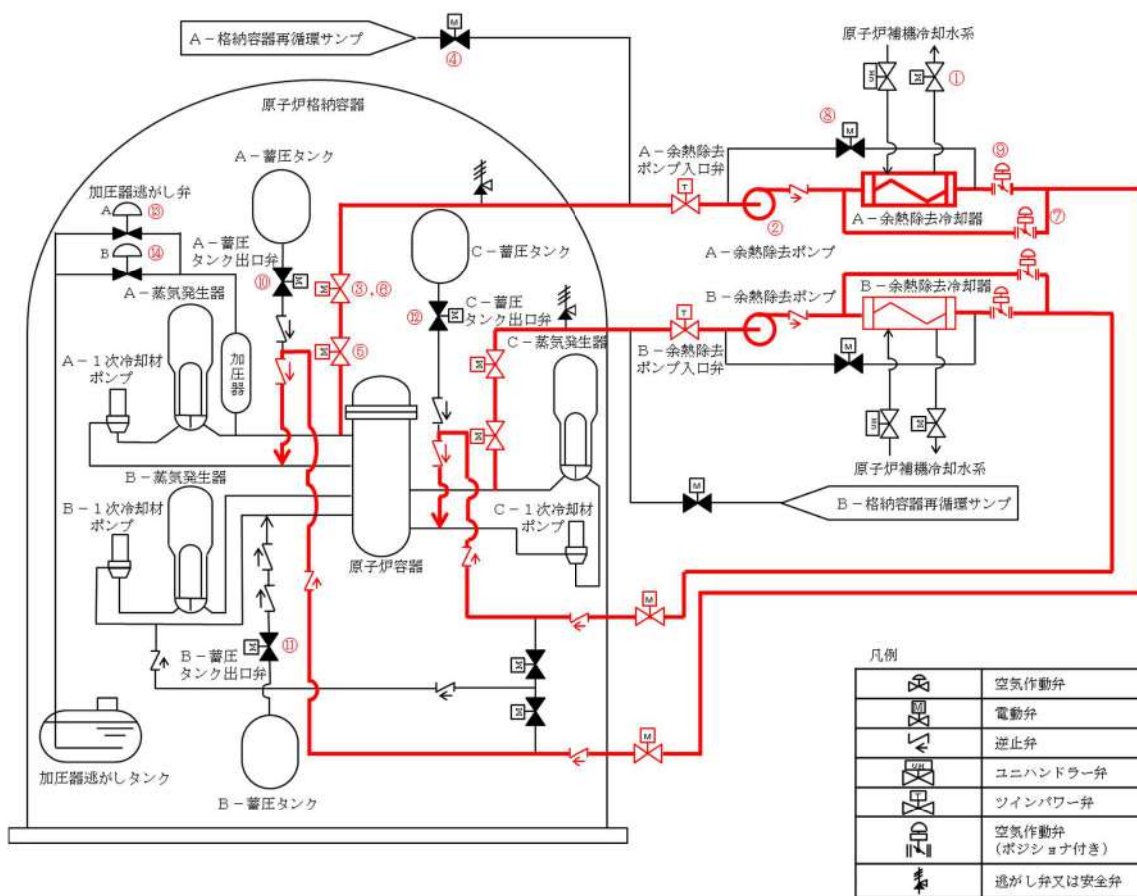 A－格納容器再循環サンプ
M
④
原子炉補機冷却水系
UH
M
①
原子炉格納容器
⑧
M
A－余熱除去
ポンプ入口弁
T
⑨
A－蓄圧タンク
加圧器逃がし弁
A
⑬
B
⑭
②
A－余熱除去冷却器
⑦
A－余熱除去ポンプ
A－蓄圧
タンク出口弁
⑩
M
C－蓄圧タンク
M
A－蒸気発生器
⑫
M
C－蓄圧
タンク出口弁
C－蒸気発生器
T
B－余熱除去ポンプ
B－余熱除去冷却器
B－余熱除去
ポンプ入口弁
M
M
A－1次冷却材
ポンプ
加
圧
器
M
M
M
UH
M
B－蒸気発生器
原子炉補機冷却水系
B－1次冷却材
ポンプ
C－1次冷却材
ポンプ
M
B－格納容器再循環サンプ
原子炉容器
M
M
⑪
B－蓄圧
タンク出口弁
M
M
M
加圧器逃がしタンク
B－蓄圧タンク
凡例
空気作動弁
M
電動弁
逆止弁
UH
ユニハンドラー弁
T
ツインパワー弁
空気作動弁
(ポジショナ付き)
逃がし弁又は安全弁